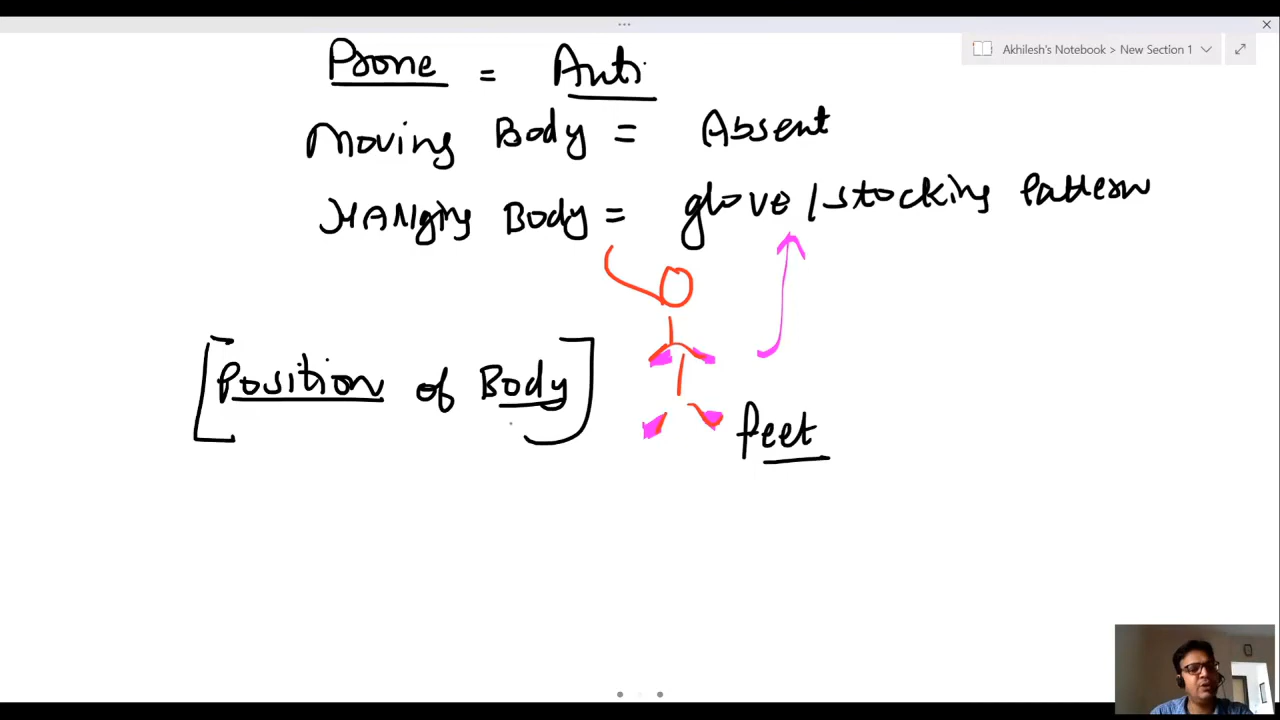 Akhilesh's Notebook > New Section 1
Prone = Anti
Moving Body = Absent
HANging Body = glove / stocking Pattern
[Position of Body]
feet